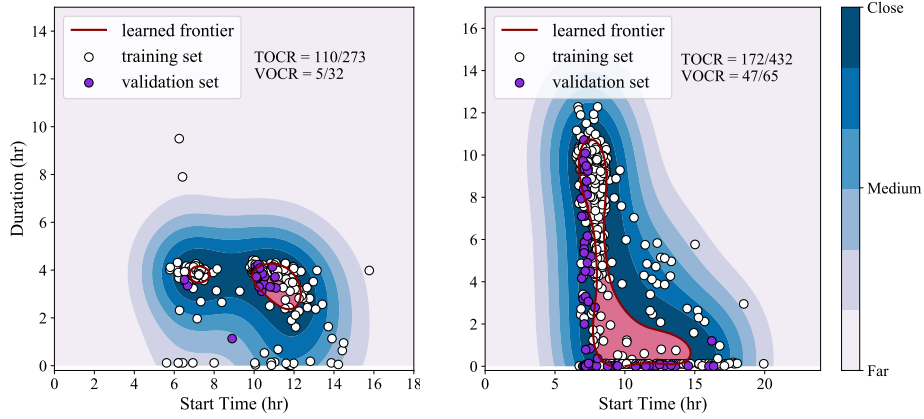 learned frontier
training set
validation set
TOCR = 110/273
VOCR = 5/32
14
12
10
8
6
4
2
0
Duration (hr)
0
2
4
6
8
10
12
14
16
18
Start Time (hr)
learned frontier
training set
validation set
TOCR = 172/432
VOCR = 47/65
16
14
12
10
8
6
4
2
0
0
5
10
15
20
Start Time (hr)
Close
Medium
Far